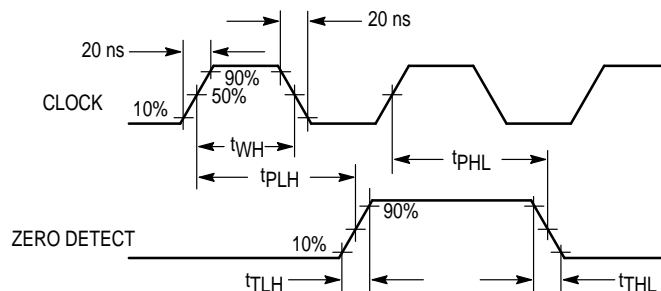 20 ns
20 ns
90%
CLOCK
50%
10%
tWH
tPLH
tPHL
90%
ZERO DETECT
10%
tTLH
tTHL